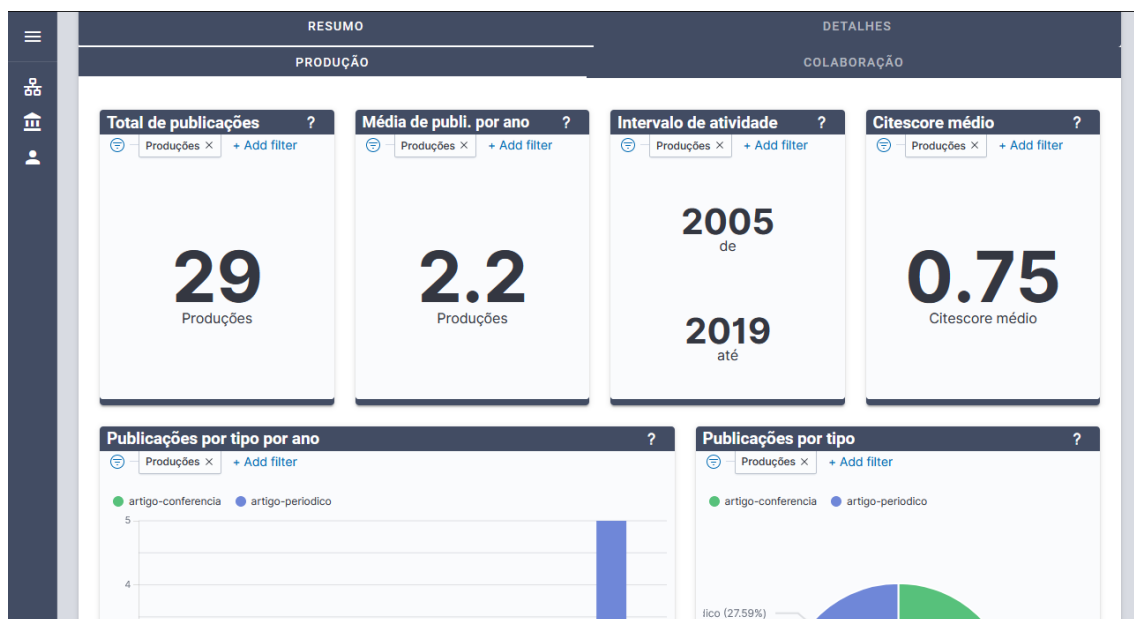 RESUMO
DETALHES
PRODUÇÃO
COLABORAÇÃO
Total de publicações ?
Produções × + Add filter
29
Produções
Média de publi. por ano ?
Produções × + Add filter
2.2
Produções
Intervalo de atividade ?
Produções × + Add filter
2005
de
2019
até
Citescore médio ?
Produções × + Add filter
0.75
Citescore médio
Publicações por tipo por ano ?
Produções × + Add filter
artigo-conferencia artigo-periodico
5
4
Publicações por tipo ?
Produções × + Add filter
artigo-conferencia artigo-periodico
(27.59%)